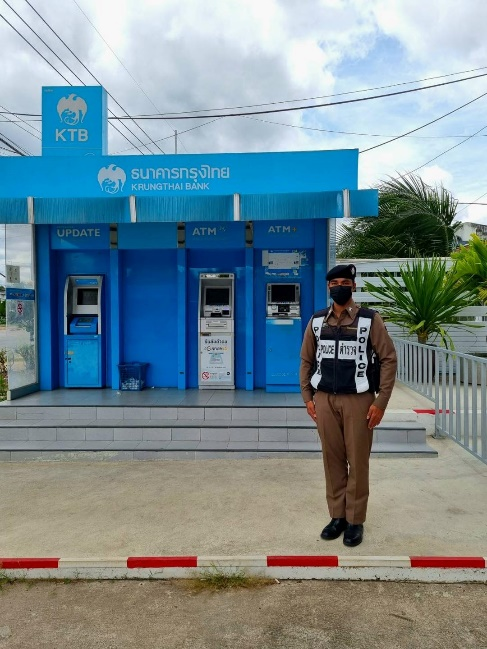 KTB
ธนาคารกรุงไทย
KRUNGTHAI BANK
UPDATE
ATM
ATM
POLICE
ตำรวจ
POLICE